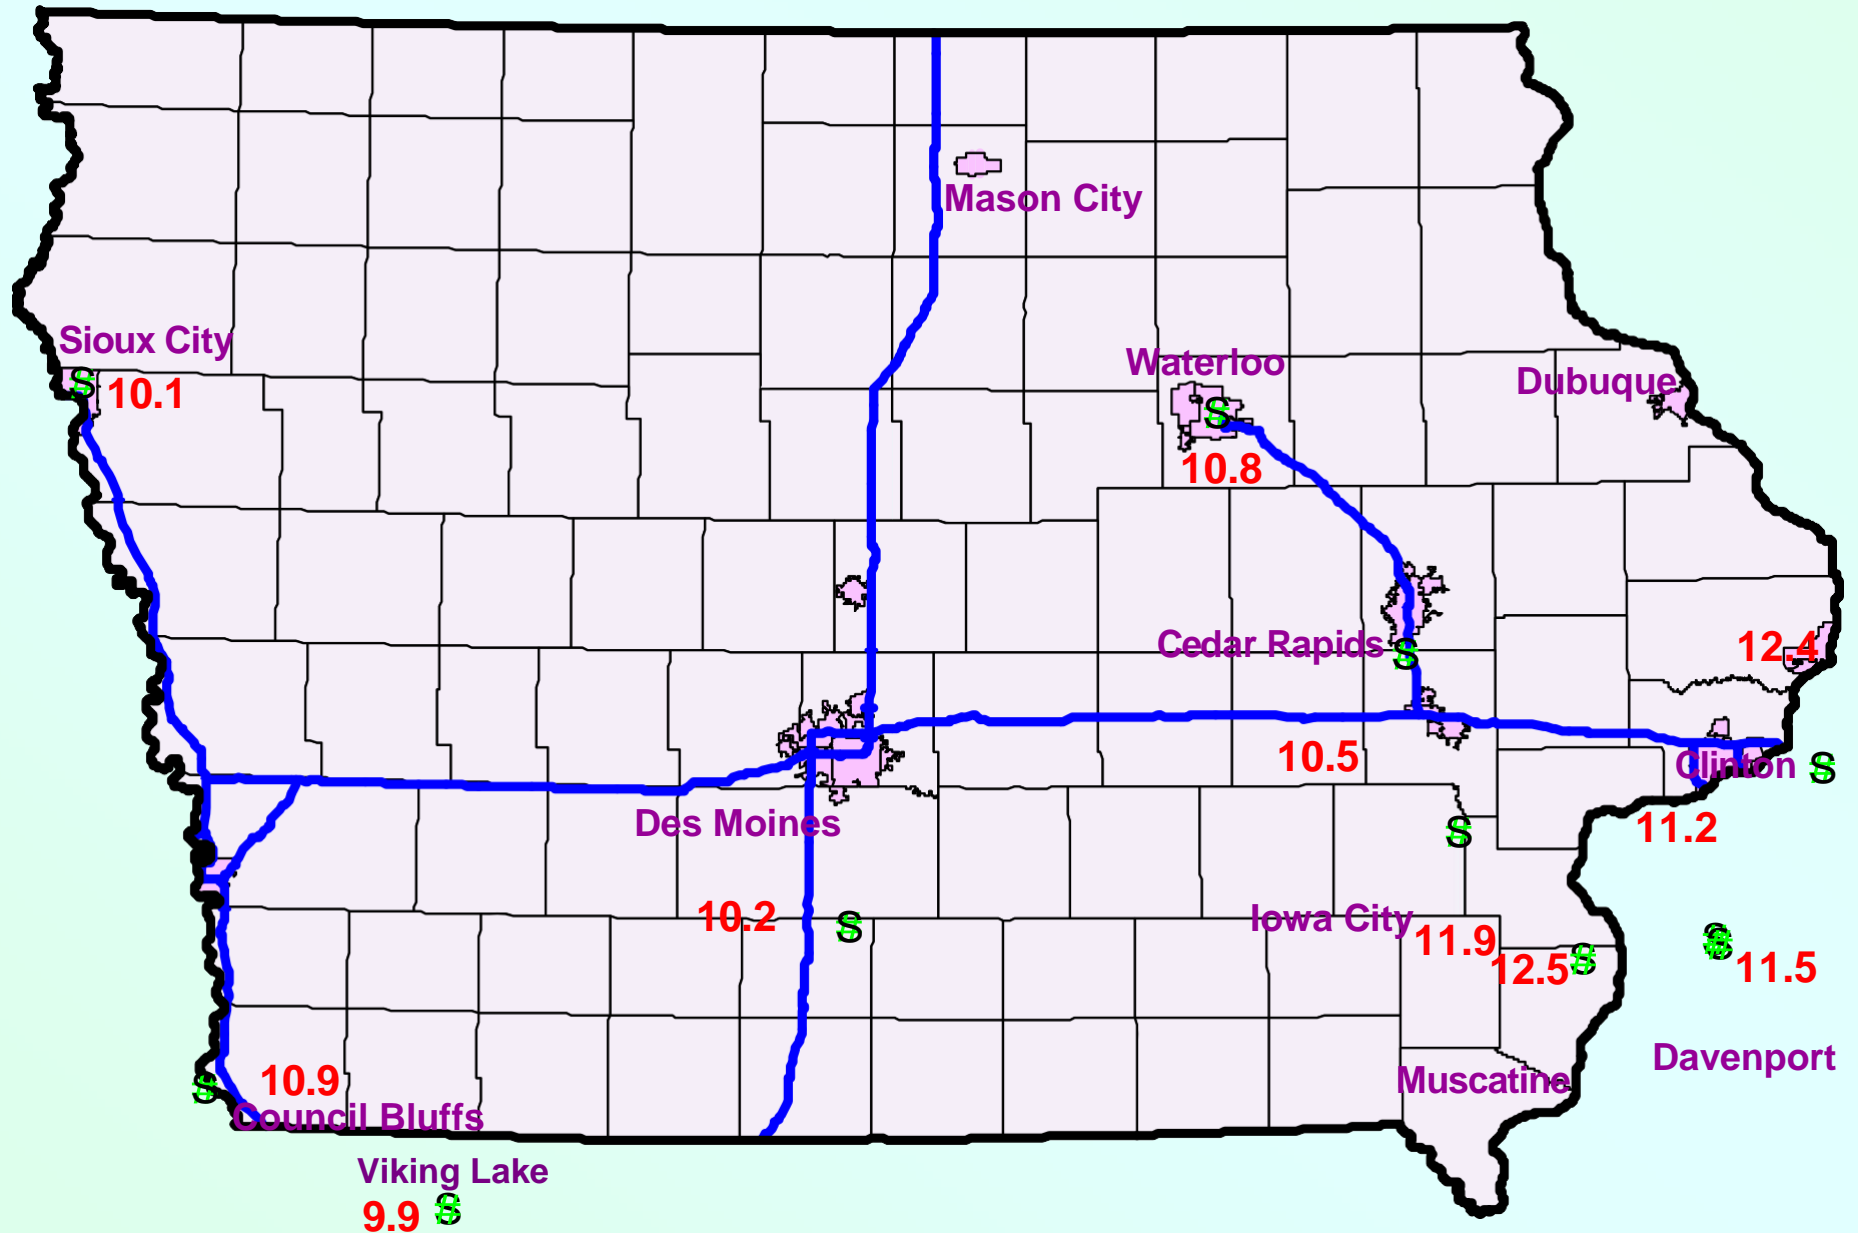 Mason City
Sioux City
10.1
Waterloo
10.8
Dubuque
Cedar Rapids
12.4
10.5
Clinton
11.2
Des Moines
10.2
Iowa City
11.9
12.5
11.5
Davenport
Muscatine
10.9
Council Bluffs
Viking Lake
9.9